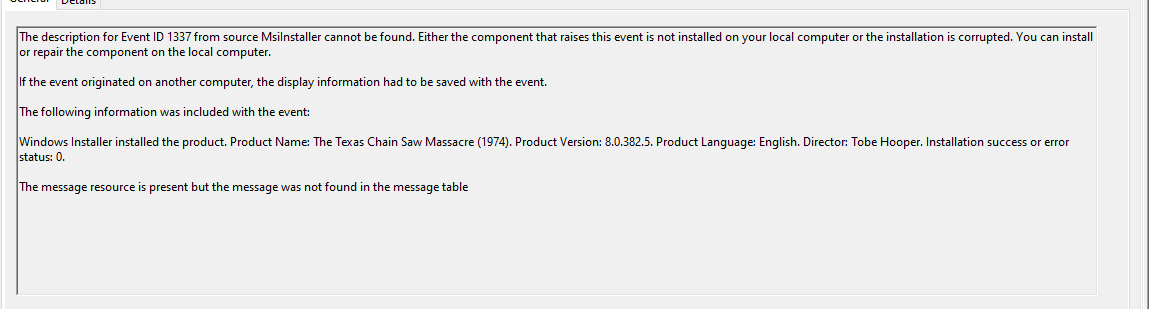 General Details
The description for Event ID 1337 from source MsiInstaller cannot be found. Either the component that raises this event is not installed on your local computer or the installation is corrupted. You can install
or repair the component on the local computer.
If the event originated on another computer, the display information had to be saved with the event.
The following information was included with the event:
Windows Installer installed the product. Product Name: The Texas Chain Saw Massacre (1974). Product Version: 8.0.382.5. Product Language: English. Director: Tobe Hooper. Installation success or error
status: 0.
The message resource is present but the message was not found in the message table